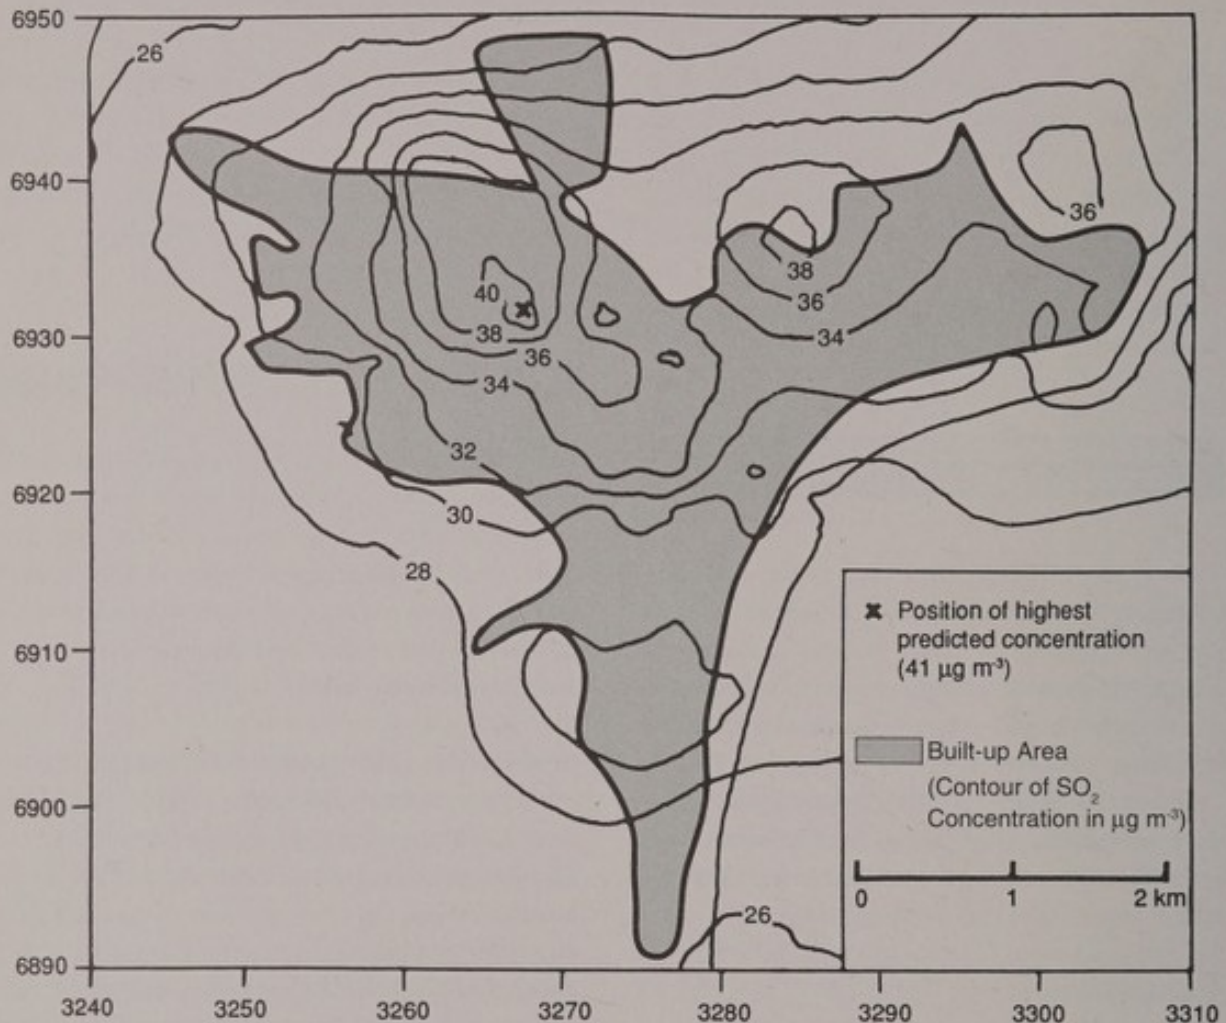 6950
26
6940
36
38
40
36
6930
38
34
36
34
32
6920
30
28
✖ Position of highest
predicted concentration
(41 µg m⁻³)
6910
Built-up Area
(Contour of SO₂
Concentration in µg m⁻³)
6900
0 1 2 km
26
6890
3240 3250 3260 3270 3280 3290 3300 3310